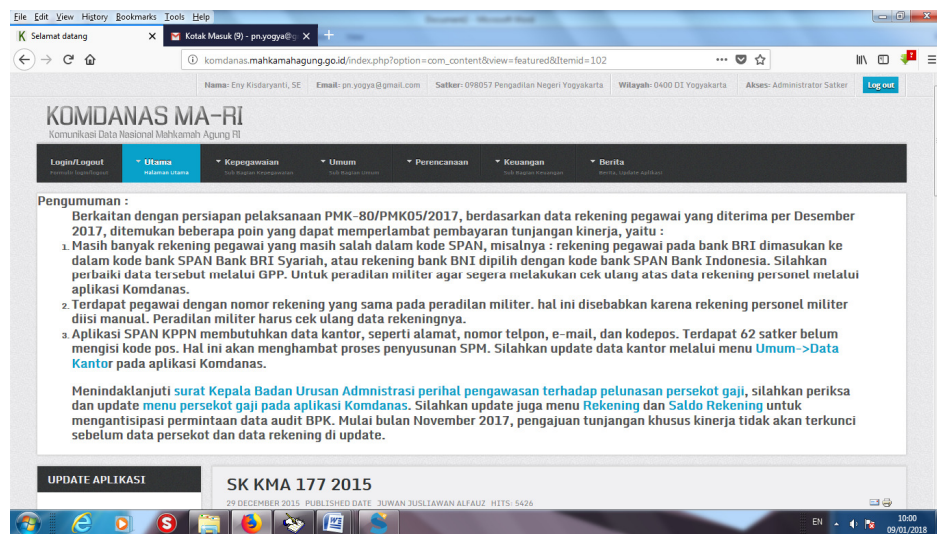 File Edit View History Bookmarks Tools Help
Selamat datang
Kotak Masuk (9) - pn.yogya@g
komdanas.mahkamahagung.go.id/index.php?option=com_content&view=featured&Itemid=102
Nama: Eny Kisdaryanti, SE Email: pn.yogya@gmail.com Satker: 098057 Pengadilan Negeri Yogyakarta Wilayah: 0400 DI Yogyakarta Akses: Administrator Satker Log out
KOMDANAS MA-RI
Komunikasi Data Nasional Mahkamah Agung RI
Login/Logout Utama Kepegawaian Umum Perencanaan Keuangan Berita
Formulir login/logout Halaman Utama Sub Bagian Kepegawaian Sub Bagian Umum Sub Bagian Keuangan Berita, Update Aplikasi
Pengumuman :
Berkaitan dengan persiapan pelaksanaan PMK-80/PMK05/2017, berdasarkan data rekening pegawai yang diterima per Desember
2017, ditemukan beberapa poin yang dapat memperlambat pembayaran tunjangan kinerja, yaitu :
1. Masih banyak rekening pegawai yang masih salah dalam kode SPAN, misalnya : rekening pegawai pada bank BRI dimasukan ke
dalam kode bank SPAN Bank BRI Syariah, atau rekening bank BNI dipilih dengan kode bank SPAN Bank Indonesia. Silahkan
perbaiki data tersebut melalui GPP. Untuk peradilan militer agar segera melakukan cek ulang atas data rekening personel melalui
aplikasi Komdanas.
2. Terdapat pegawai dengan nomor rekening yang sama pada peradilan militer. hal ini disebabkan karena rekening personel militer
diisi manual. Peradilan militer harus cek ulang data rekeningnya.
3. Aplikasi SPAN KPPN membutuhkan data kantor, seperti alamat, nomor telpon, e-mail, dan kodepos. Terdapat 62 satker belum
mengisi kode pos. Hal ini akan menghambat proses penyusunan SPM. Silahkan update data kantor melalui menu Umum->Data
Kantor pada aplikasi Komdanas.
Menindaklanjuti surat Kepala Badan Urusan Admnistrasi perihal pengawasan terhadap pelunasan persekot gaji, silahkan periksa
dan update menu persekot gaji pada aplikasi Komdanas. Silahkan update juga menu Rekening dan Saldo Rekening untuk
mengantisipasi permintaan data audit BPK. Mulai bulan November 2017, pengajuan tunjangan khusus kinerja tidak akan terkunci
sebelum data persekot dan data rekening di update.
UPDATE APLIKASI
SK KMA 177 2015
29 DECEMBER 2015 PUBLISHED DATE JUWAN JUSLIAWAN ALFAUZ HITS: 5426
EN
10:00
09/01/2018